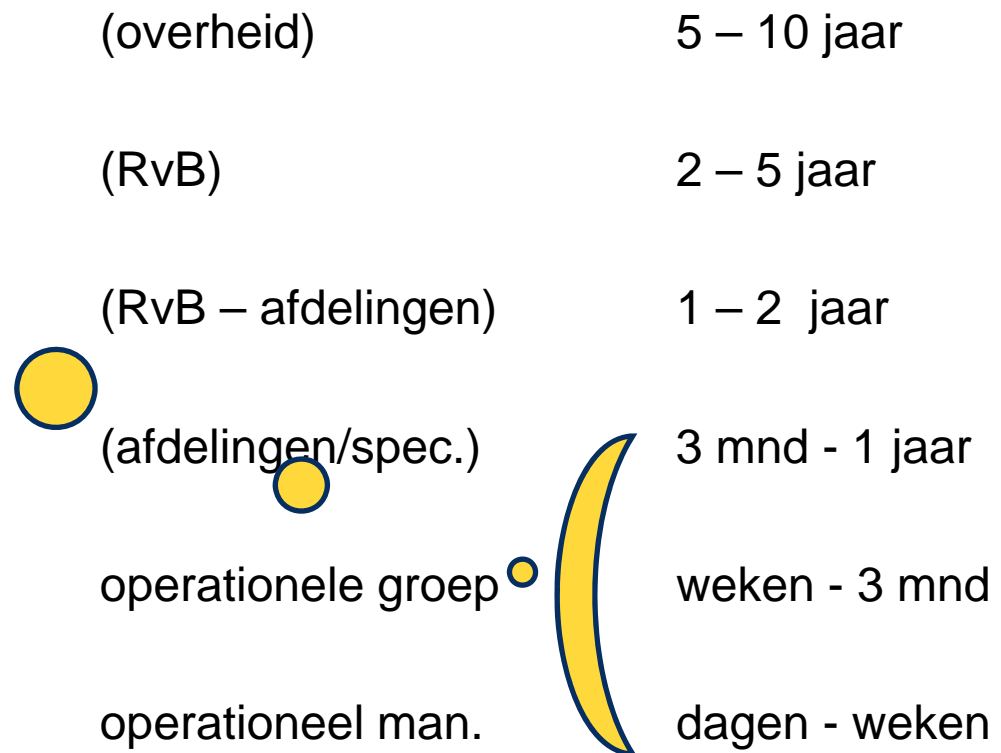 (overheid) 5 – 10 jaar
(RvB) 2 – 5 jaar
(RvB – afdelingen) 1 – 2 jaar
(afdelingen/spec.) 3 mnd - 1 jaar
operationele groep weken - 3 mnd
operationeel man. dagen - weken